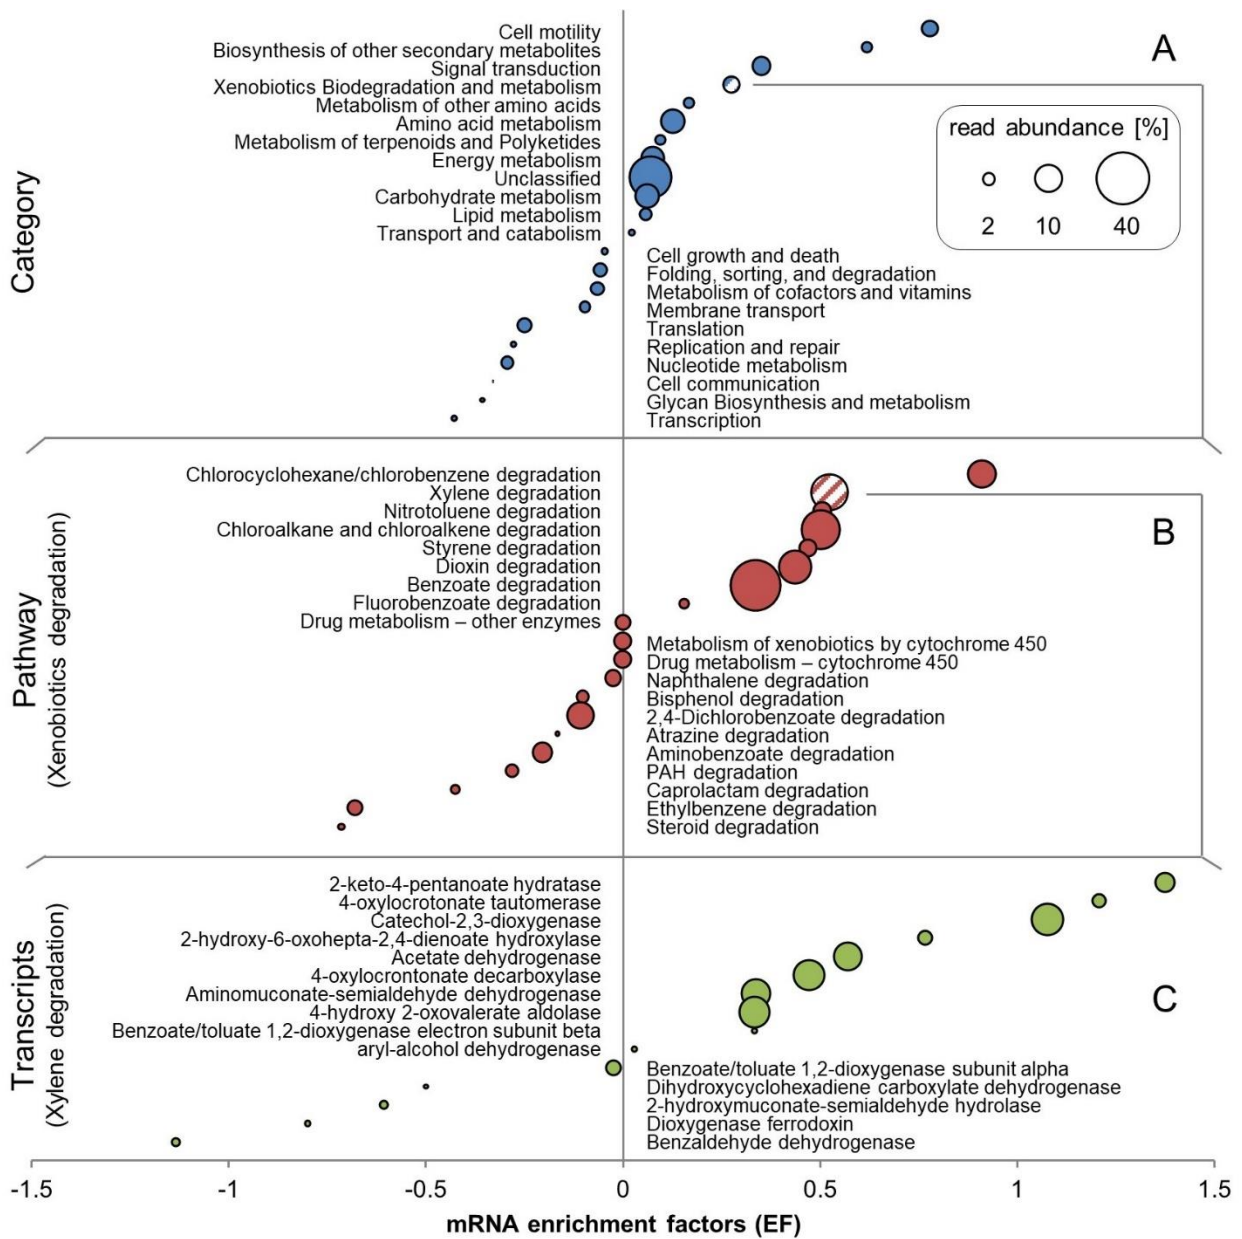 Category
A
Cell motility
Biosynthesis of other secondary metabolites
Signal transduction
Xenobiotics Biodegradation and metabolism
Metabolism of other amino acids
Amino acid metabolism
Metabolism of terpenoids and Polyketides
Energy metabolism
Unclassified
Carbohydrate metabolism
Lipid metabolism
Transport and catabolism
read abundance [%]
2 10 40
Cell growth and death
Folding, sorting, and degradation
Metabolism of cofactors and vitamins
Membrane transport
Translation
Replication and repair
Nucleotide metabolism
Cell communication
Glycan Biosynthesis and metabolism
Transcription
Pathway
(Xenobiotics degradation)
B
Chlorocyclohexane/chlorobenzene degradation
Xylene degradation
Nitrotoluene degradation
Chloroalkane and chloroalkene degradation
Styrene degradation
Dioxin degradation
Benzoate degradation
Fluorobenzoate degradation
Drug metabolism – other enzymes
Metabolism of xenobiotics by cytochrome 450
Drug metabolism – cytochrome 450
Naphthalene degradation
Bisphenol degradation
2,4-Dichlorobenzoate degradation
Atrazine degradation
Aminobenzoate degradation
PAH degradation
Caprolactam degradation
Ethylbenzene degradation
Steroid degradation
Transcripts
(Xylene degradation)
C
2-keto-4-pentanoate hydratase
4-oxylocrotonate tautomerase
Catechol-2,3-dioxygenase
2-hydroxy-6-oxohepta-2,4-dienoate hydroxylase
Acetate dehydrogenase
4-oxylocrontonate decarboxylase
Aminomuconate-semialdehyde dehydrogenase
4-hydroxy 2-oxovalerate aldolase
Benzoate/toluate 1,2-dioxygenase electron subunit beta
aryl-alcohol dehydrogenase
Benzoate/toluate 1,2-dioxygenase subunit alpha
Dihydroxycyclohexadiene carboxylate dehydrogenase
2-hydroxymuconate-semialdehyde hydrolase
Dioxygenase ferrodoxin
Benzaldehyde dehydrogenase
-1.5 -1 -0.5 0 0.5 1 1.5
mRNA enrichment factors (EF)